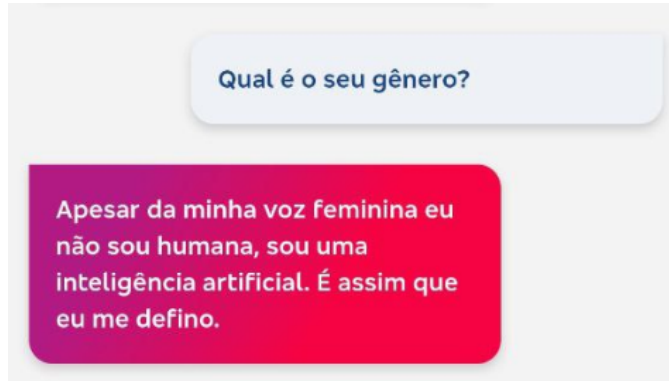 Qual é o seu gênero?
Apesar da minha voz feminina eu
não sou humana, sou uma
inteligência artificial. É assim que
eu me defino.